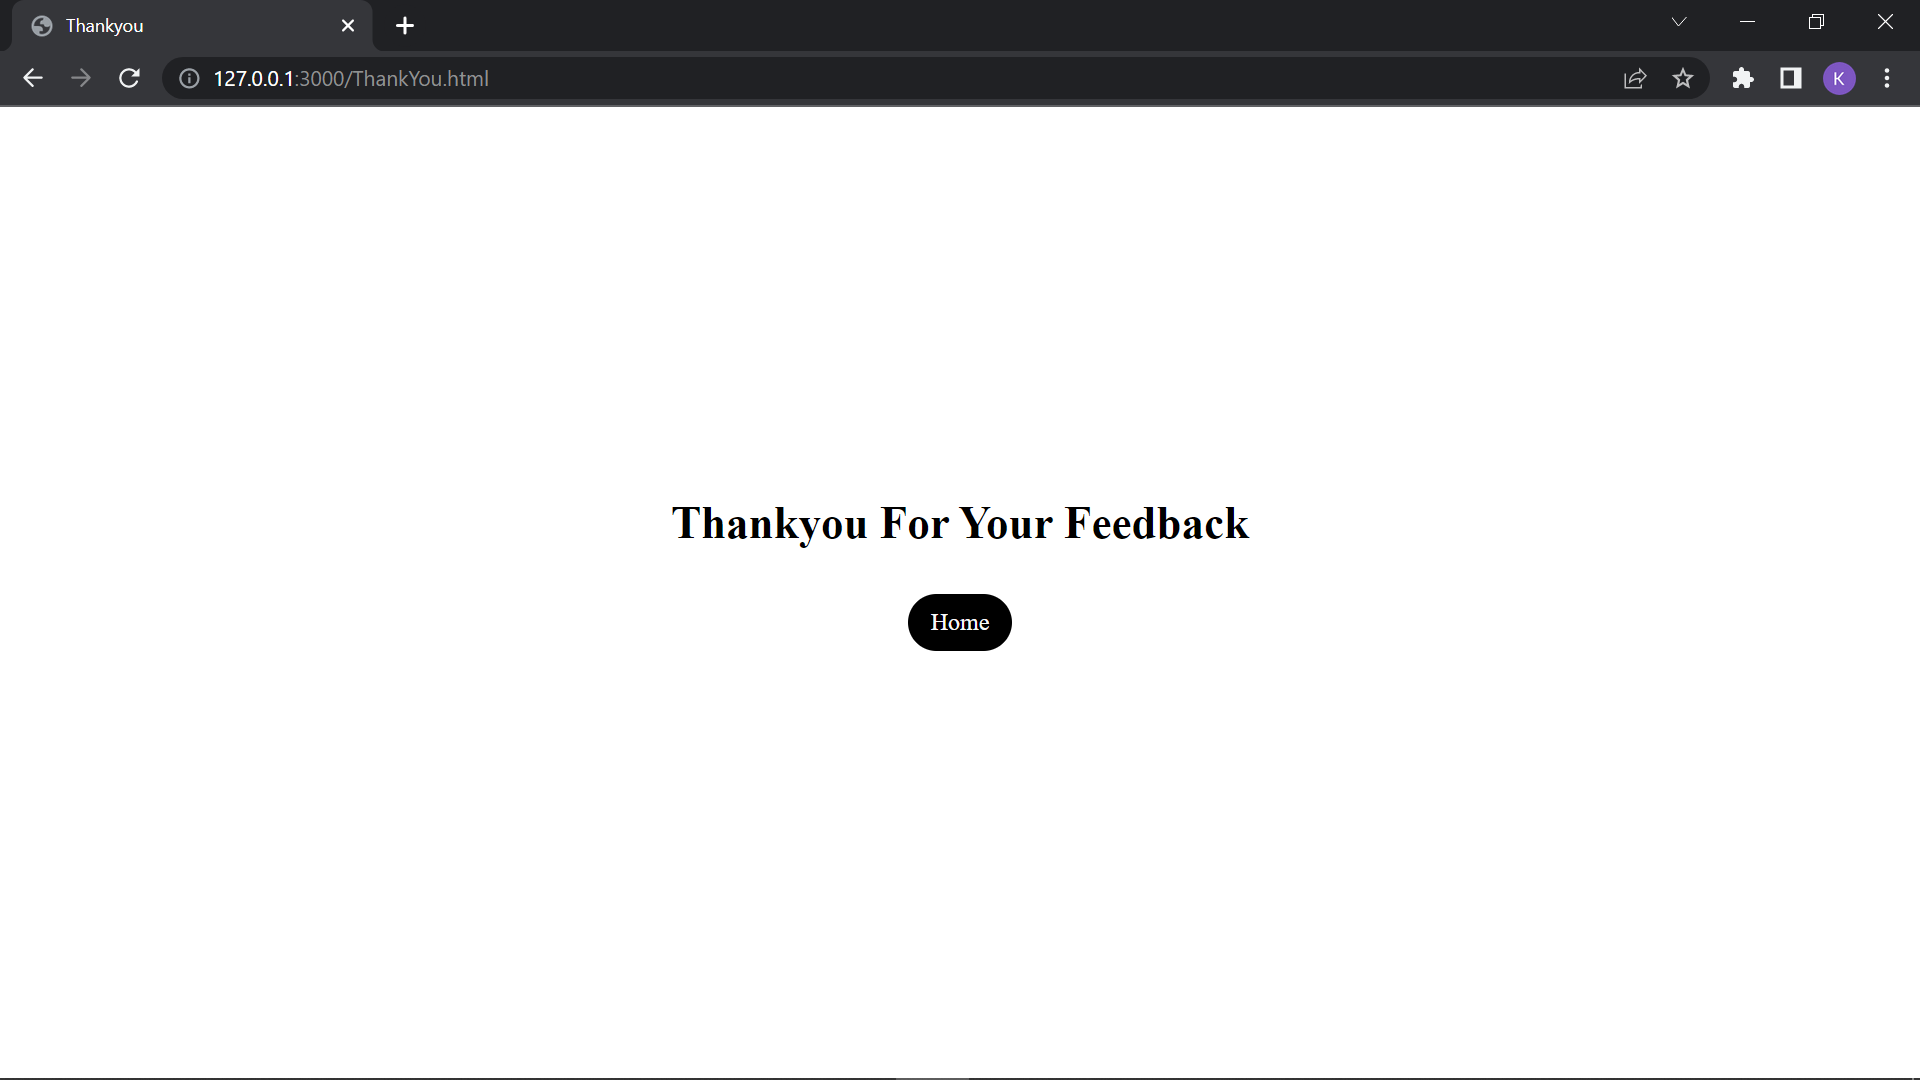 Thankyou
127.0.0.1:3000/ThankYou.html
K
Thankyou For Your Feedback
Home